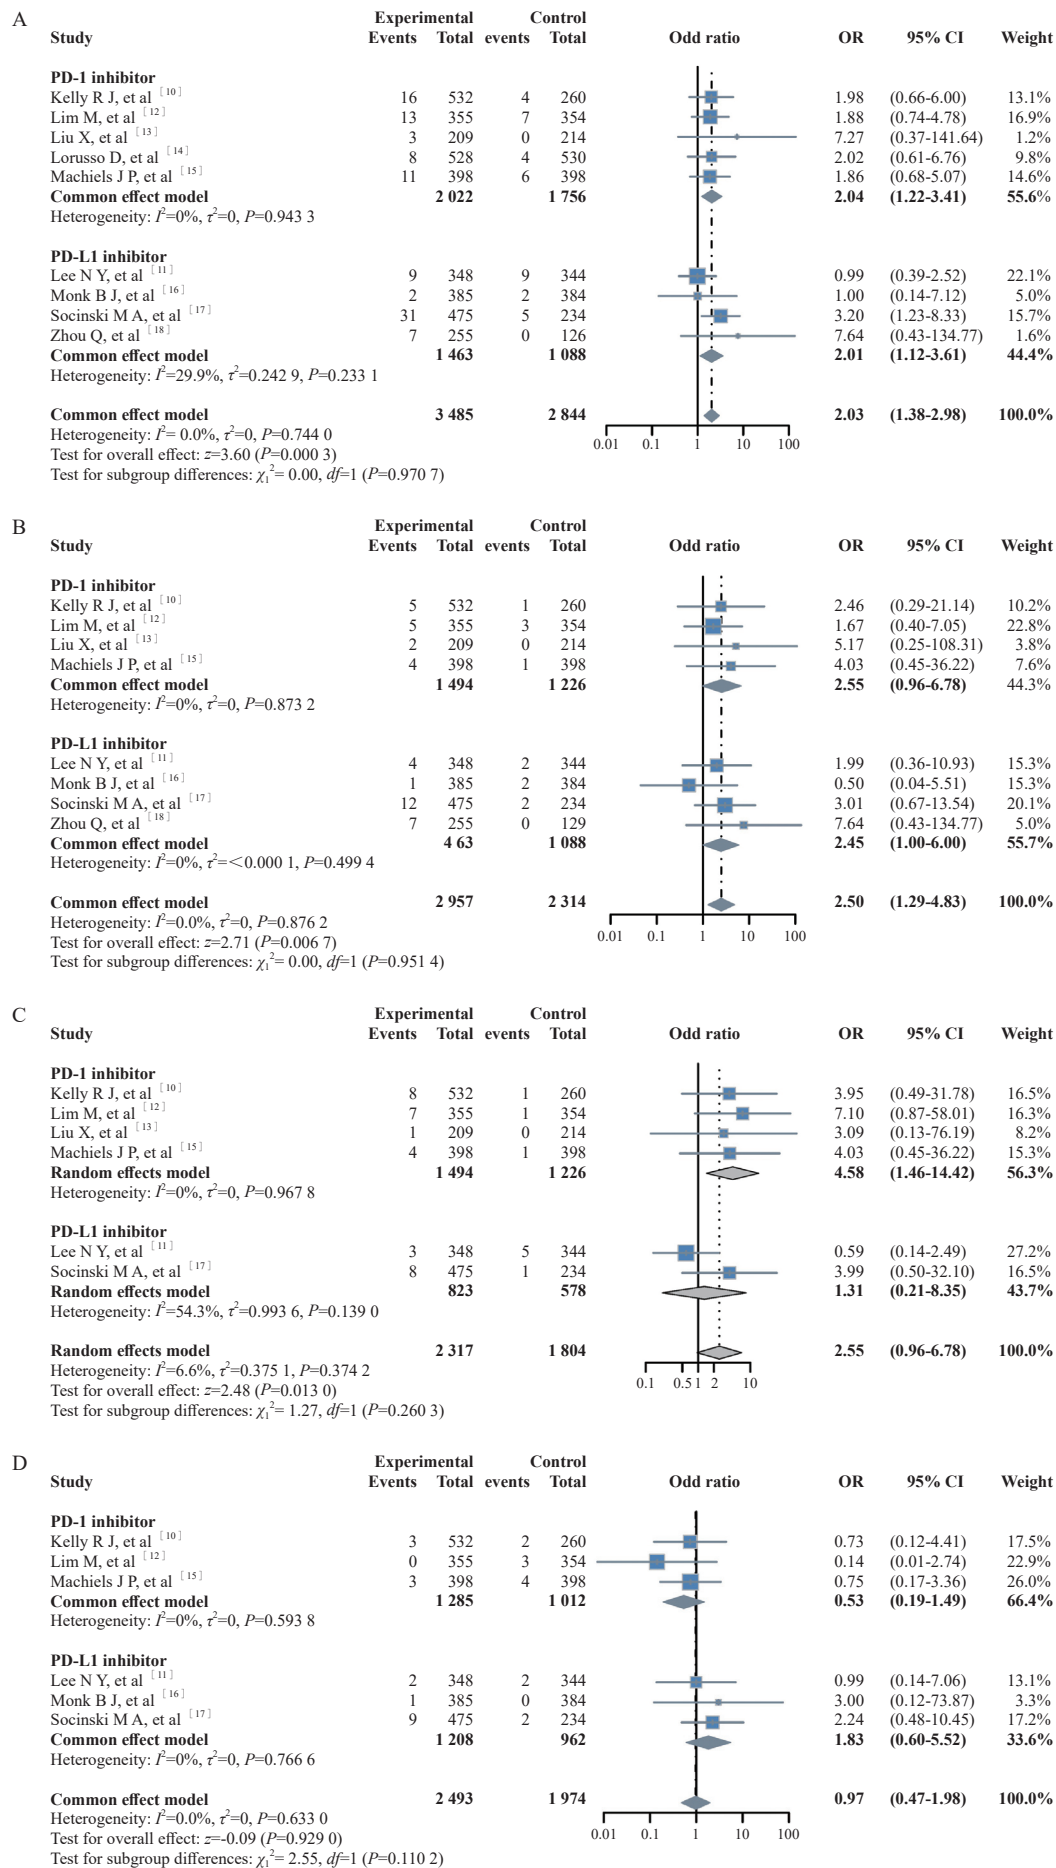 A
Experimental Control
Study Events Total events Total Odd ratio OR 95% CI Weight
PD-1 inhibitor
Kelly R J, et al [10] 16 532 4 260 1.98 (0.66-6.00) 13.1%
Lim M, et al [12] 13 355 7 354 1.88 (0.74-4.78) 16.9%
Liu X, et al [13] 3 209 0 214 7.27 (0.37-141.64) 1.2%
Lorusso D, et al [14] 8 528 4 530 2.02 (0.61-6.76) 9.8%
Machiels J P, et al [15] 11 398 6 398 1.86 (0.68-5.07) 14.6%
Common effect model 2 022 1 756 2.04 (1.22-3.41) 55.6%
Heterogeneity: I²=0%, τ²=0, P=0.943 3
PD-L1 inhibitor
Lee N Y, et al [11] 9 348 9 344 0.99 (0.39-2.52) 22.1%
Monk B J, et al [16] 2 385 2 384 1.00 (0.14-7.12) 5.0%
Socinski M A, et al [17] 31 475 5 234 3.20 (1.23-8.33) 15.7%
Zhou Q, et al [18] 7 255 0 126 7.64 (0.43-134.77) 1.6%
Common effect model 1 463 1 088 2.01 (1.12-3.61) 44.4%
Heterogeneity: I²=29.9%, τ²=0.242 9, P=0.233 1
Common effect model 3 485 2 844 2.03 (1.38-2.98) 100.0%
Heterogeneity: I²= 0.0%, τ²=0, P=0.744 0
0.01 0.1 1 10 100
Test for overall effect: z=3.60 (P=0.000 3)
Test for subgroup differences: χ₁²= 0.00, df=1 (P=0.970 7)
B
Experimental Control
Study Events Total events Total Odd ratio OR 95% CI Weight
PD-1 inhibitor
Kelly R J, et al [10] 5 532 1 260 2.46 (0.29-21.14) 10.2%
Lim M, et al [12] 5 355 3 354 1.67 (0.40-7.05) 22.8%
Liu X, et al [13] 2 209 0 214 5.17 (0.25-108.31) 3.8%
Machiels J P, et al [15] 4 398 1 398 4.03 (0.45-36.22) 7.6%
Common effect model 1 494 1 226 2.55 (0.96-6.78) 44.3%
Heterogeneity: I²=0%, τ²=0, P=0.873 2
PD-L1 inhibitor
Lee N Y, et al [11] 4 348 2 344 1.99 (0.36-10.93) 15.3%
Monk B J, et al [16] 1 385 2 384 0.50 (0.04-5.51) 15.3%
Socinski M A, et al [17] 12 475 2 234 3.01 (0.67-13.54) 20.1%
Zhou Q, et al [18] 7 255 0 129 7.64 (0.43-134.77) 5.0%
Common effect model 4 63 1 088 2.45 (1.00-6.00) 55.7%
Heterogeneity: I²=0%, τ²=<0.000 1, P=0.499 4
Common effect model 2 957 2 314 2.50 (1.29-4.83) 100.0%
Heterogeneity: I²=0.0%, τ²=0, P=0.876 2
0.01 0.1 1 10 100
Test for overall effect: z=2.71 (P=0.006 7)
Test for subgroup differences: χ₁²= 0.00, df=1 (P=0.951 4)
C
Experimental Control
Study Events Total events Total Odd ratio OR 95% CI Weight
PD-1 inhibitor
Kelly R J, et al [10] 8 532 1 260 3.95 (0.49-31.78) 16.5%
Lim M, et al [12] 7 355 1 354 7.10 (0.87-58.01) 16.3%
Liu X, et al [13] 1 209 0 214 3.09 (0.13-76.19) 8.2%
Machiels J P, et al [15] 4 398 1 398 4.03 (0.45-36.22) 15.3%
Random effects model 1 494 1 226 4.58 (1.46-14.42) 56.3%
Heterogeneity: I²=0%, τ²=0, P=0.967 8
PD-L1 inhibitor
Lee N Y, et al [11] 3 348 5 344 0.59 (0.14-2.49) 27.2%
Socinski M A, et al [17] 8 475 1 234 3.99 (0.50-32.10) 16.5%
Random effects model 823 578 1.31 (0.21-8.35) 43.7%
Heterogeneity: I²=54.3%, τ²=0.993 6, P=0.139 0
Random effects model 2 317 1 804 2.55 (0.96-6.78) 100.0%
Heterogeneity: I²=6.6%, τ²=0.375 1, P=0.374 2
0.1 0.5 1 2 10
Test for overall effect: z=2.48 (P=0.013 0)
Test for subgroup differences: χ₁²= 1.27, df=1 (P=0.260 3)
D
Experimental Control
Study Events Total events Total Odd ratio OR 95% CI Weight
PD-1 inhibitor
Kelly R J, et al [10] 3 532 2 260 0.73 (0.12-4.41) 17.5%
Lim M, et al [12] 0 355 3 354 0.14 (0.01-2.74) 22.9%
Machiels J P, et al [15] 3 398 4 398 0.75 (0.17-3.36) 26.0%
Common effect model 1 285 1 012 0.53 (0.19-1.49) 66.4%
Heterogeneity: I²=0%, τ²=0, P=0.593 8
PD-L1 inhibitor
Lee N Y, et al [11] 2 348 2 344 0.99 (0.14-7.06) 13.1%
Monk B J, et al [16] 1 385 0 384 3.00 (0.12-73.87) 3.3%
Socinski M A, et al [17] 9 475 2 234 2.24 (0.48-10.45) 17.2%
Common effect model 1 208 962 1.83 (0.60-5.52) 33.6%
Heterogeneity: I²=0%, τ²=0, P=0.766 6
Common effect model 2 493 1 974 0.97 (0.47-1.98) 100.0%
Heterogeneity: I²=0.0%, τ²=0, P=0.633 0
0.01 0.1 1 10 100
Test for overall effect: z=-0.09 (P=0.929 0)
Test for subgroup differences: χ₁²= 2.55, df=1 (P=0.110 2)